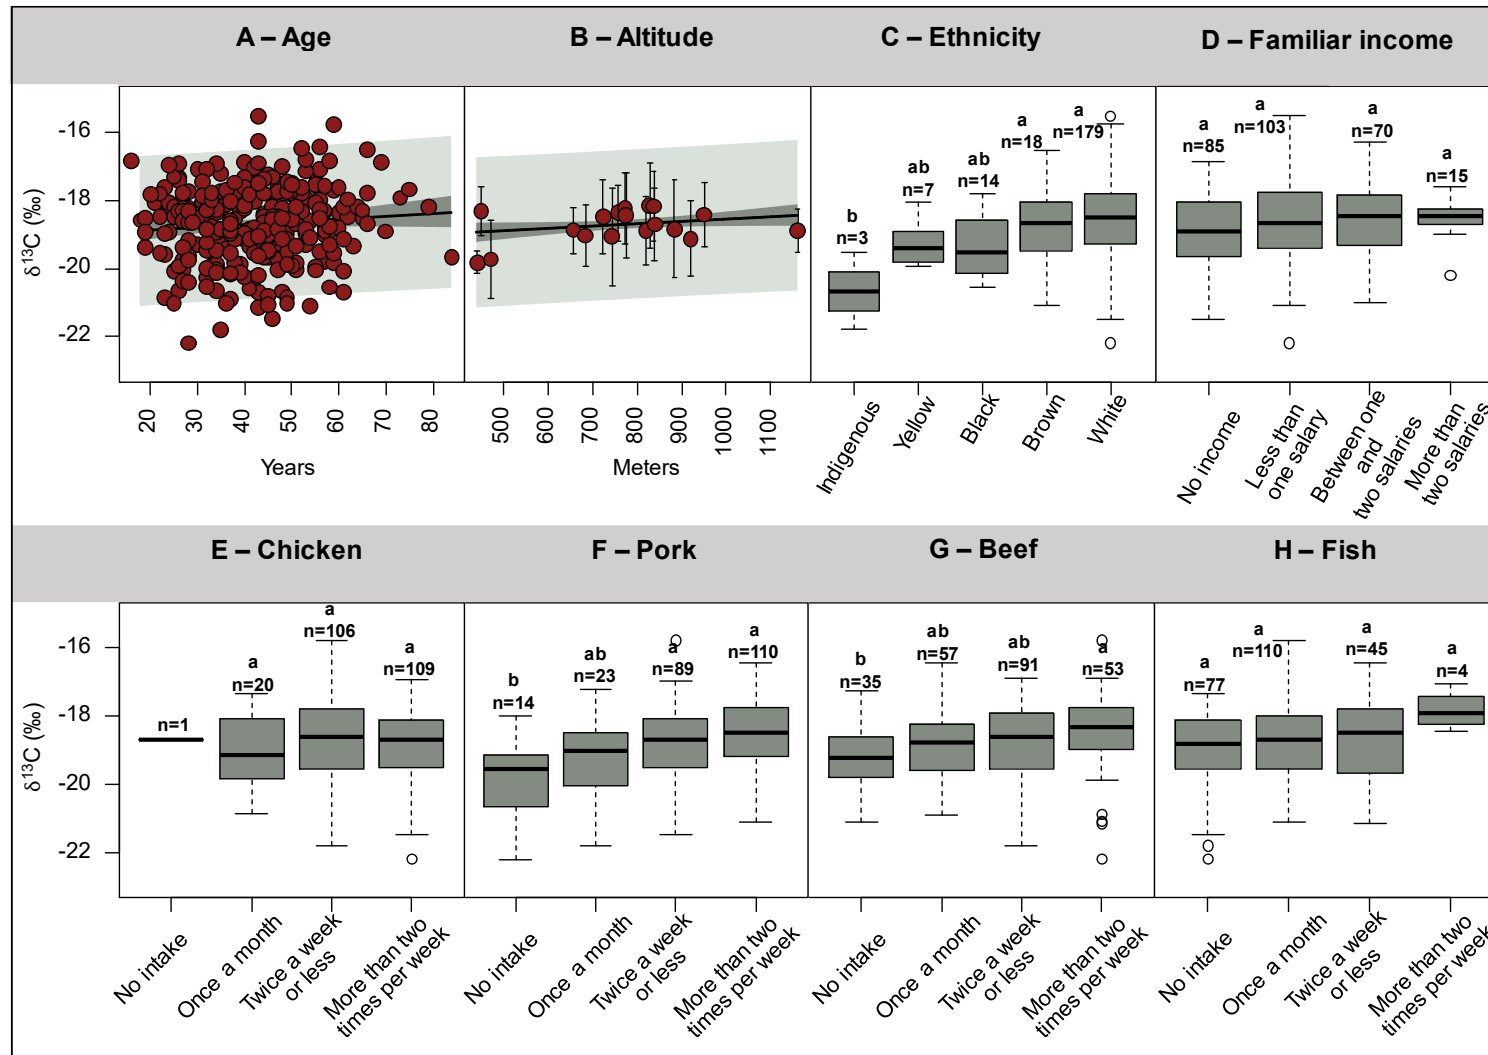 A – Age
B – Altitude
C – Ethnicity
D – Familiar income
δ¹³C (‰)
-16
-18
-20
-22
20
30
40
50
60
70
80
Years
500
600
700
800
900
1000
1100
Meters
b
n=3
ab
n=7
ab
n=14
a
n=18
a
n=179
Indigenous
Yellow
Black
Brown
White
a
n=85
a
n=103
a
n=70
a
n=15
No income
Less than
one salary
Between one
and
two salaries
More than
two salaries
E – Chicken
F – Pork
G – Beef
H – Fish
δ¹³C (‰)
-16
-18
-20
-22
n=1
a
n=20
a
n=106
a
n=109
No intake
Once a month
Twice a week
or less
More than two
times per week
b
n=14
ab
n=23
a
n=89
a
n=110
No intake
Once a month
Twice a week
or less
More than two
times per week
b
n=35
ab
n=57
ab
n=91
a
n=53
No intake
Once a month
Twice a week
or less
More than two
times per week
a
n=77
a
n=110
a
n=45
a
n=4
No intake
Once a month
Twice a week
or less
More than two
times per week